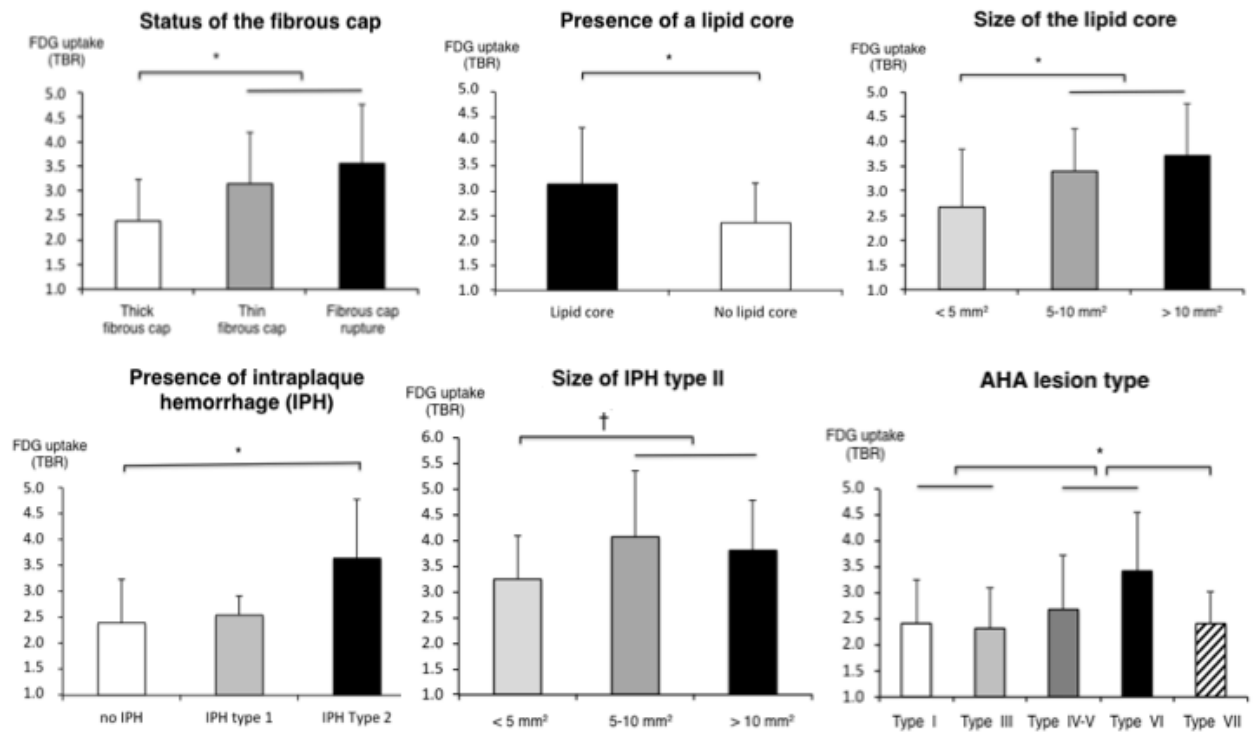 Status of the fibrous cap
FDG uptake
(TBR)
*
5.0
4.5
4.0
3.5
3.0
2.5
2.0
1.5
1.0
Thick
fibrous cap
Thin
fibrous cap
Fibrous cap
rupture
Presence of a lipid core
FDG uptake
(TBR)
*
5.0
4.5
4.0
3.5
3.0
2.5
2.0
1.5
1.0
Lipid core
No lipid core
Size of the lipid core
FDG uptake
(TBR)
*
5.0
4.5
4.0
3.5
3.0
2.5
2.0
1.5
1.0
< 5 mm²
5-10 mm²
> 10 mm²
Presence of intraplaque
hemorrhage (IPH)
FDG uptake
(TBR)
*
5.0
4.5
4.0
3.5
3.0
2.5
2.0
1.5
1.0
no IPH
IPH type 1
IPH Type 2
Size of IPH type II
FDG uptake
(TBR)
†
6.0
5.5
5.0
4.5
4.0
3.5
3.0
2.5
2.0
1.5
1.0
< 5 mm²
5-10 mm²
> 10 mm²
AHA lesion type
FDG uptake
(TBR)
*
5.0
4.5
4.0
3.5
3.0
2.5
2.0
1.5
1.0
Type I
Type III
Type IV-V
Type VI
Type VII